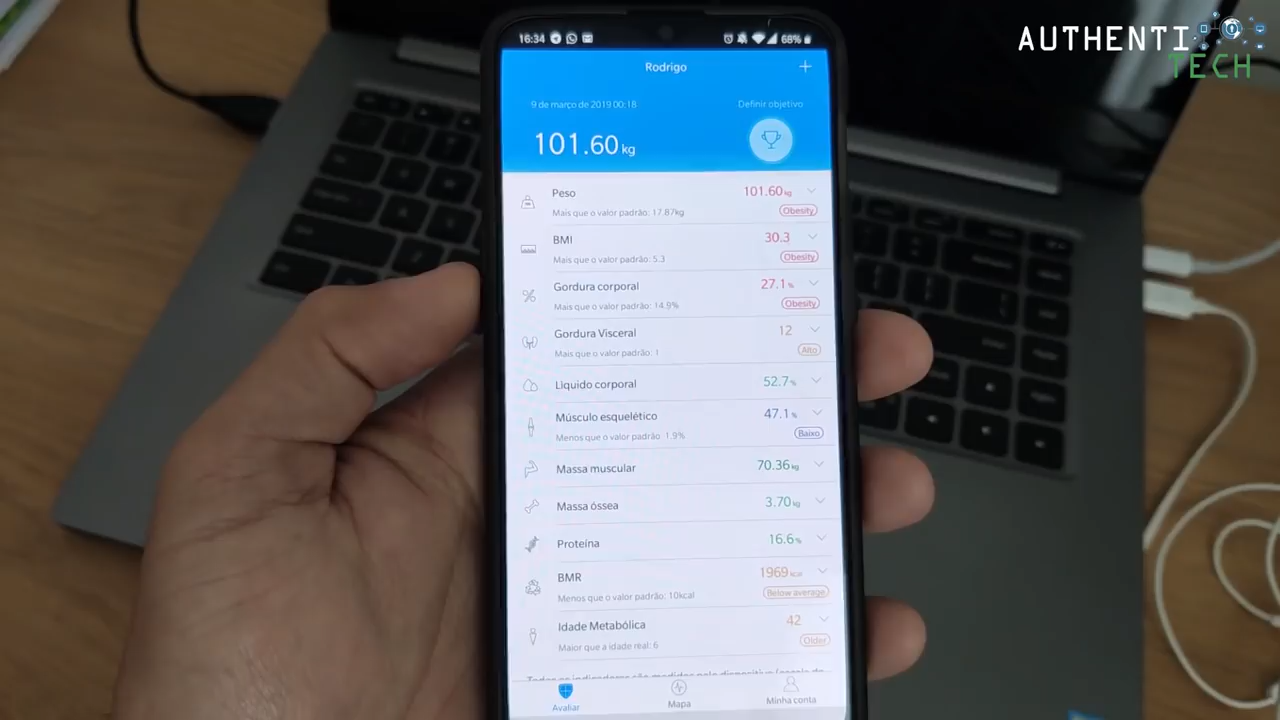 AUTHENTI
TECH
16:34
68%
Rodrigo
+
9 de março de 2019 00:18
Definir objetivo
101.60 kg
Peso
101.60 kg
Mais que o valor padrão: 17.87kg
Obesity
BMI
30.3
Mais que o valor padrão: 5.3
Obesity
Gordura corporal
27.1 %
Mais que o valor padrão: 14.9%
Obesity
Gordura Visceral
12
Mais que o valor padrão: 1
Alto
Liquido corporal
52.7 %
Músculo esquelético
47.1 %
Menos que o valor padrão: 1.9%
Baixo
Massa muscular
70.36 kg
Massa óssea
3.70 kg
Proteína
16.6 %
BMR
1969 kcal
Menos que o valor padrão: 10kcal
Below average
Idade Metabólica
42
Maior que a idade real: 6
Older
Avaliar
Mapa
Minha conta